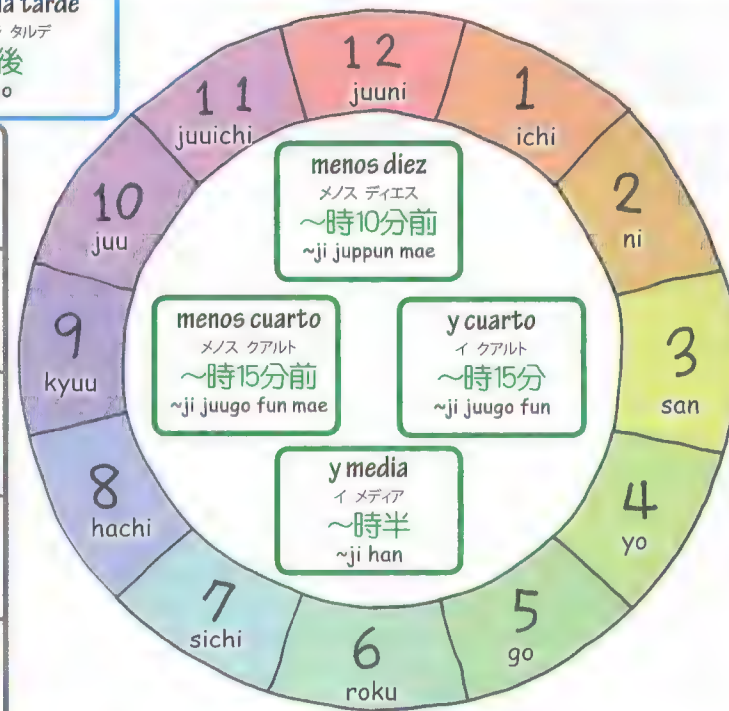 la tarde
タルデ
後
o
12
juuni
1
ichi
2
ni
3
san
4
yo
5
go
6
roku
7
sichi
8
hachi
9
kyuu
10
juu
11
juuichi
menos diez
メノス ディエス
～時10分前
~ji juppun mae
menos cuarto
メノス クアルト
～時15分前
~ji juugo fun mae
y cuarto
イ クアルト
～時15分
~ji juugo fun
y media
イ メディア
～時半
~ji han